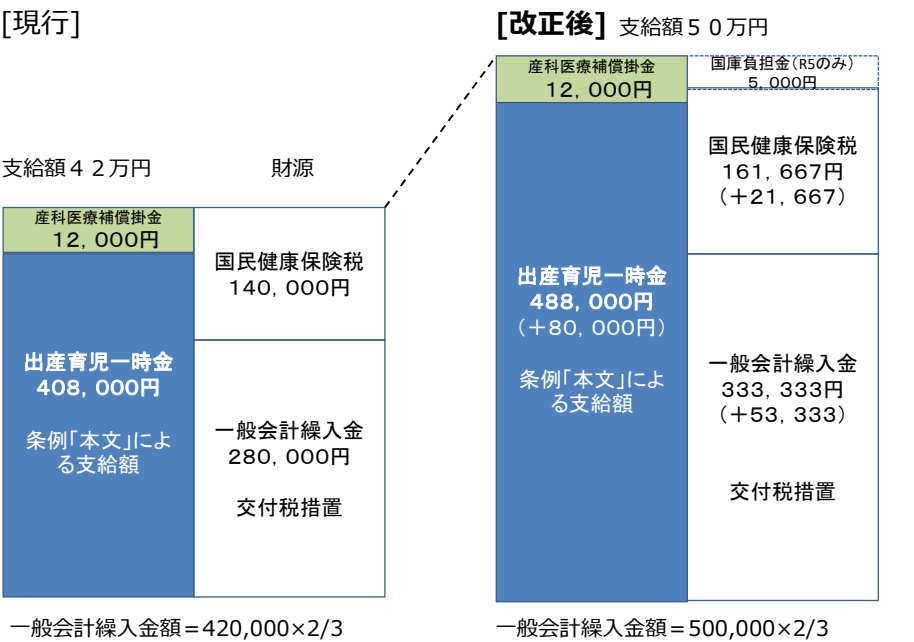 [現行]
支給額４２万円
財源
産科医療補償掛金
12，000円
出産育児一時金
408，000円
条例「本文」によ
る支給額
国民健康保険税
140，000円
一般会計繰入金
280，000円
交付税措置
一般会計繰入金額＝420,000×2/3
[改正後] 支給額５０万円
産科医療補償掛金
12，000円
出産育児一時金
488，000円
（＋80，000円）
条例「本文」によ
る支給額
国庫負担金（R5のみ）
5，000円
国民健康保険税
161，667円
（＋21，667）
一般会計繰入金
333，333円
（＋53，333）
交付税措置
一般会計繰入金額＝500,000×2/3